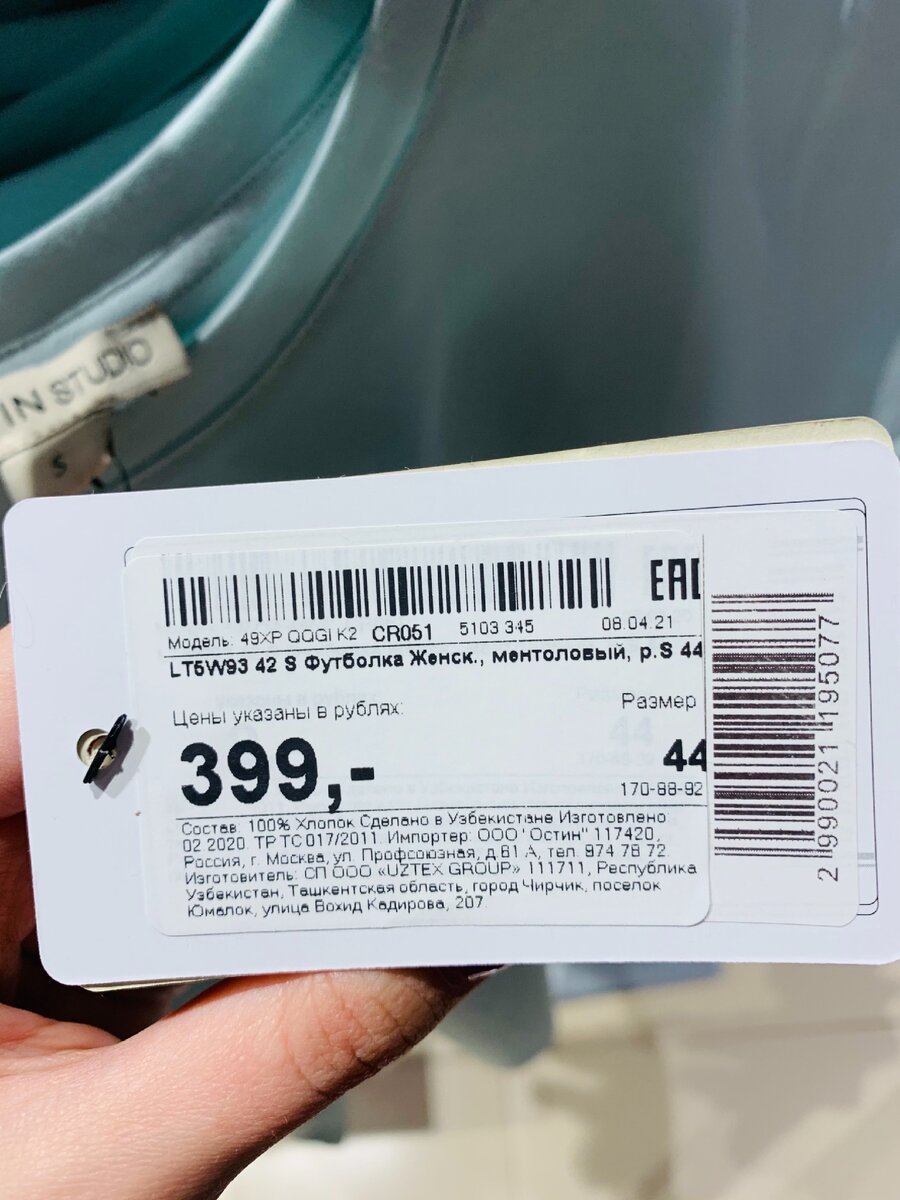 IN STUDIO
S
EAC
Модель: 49XP QQGI K2 CR051 5103 345 08.04.21
LT5W93 42 S Футболка Женск., ментоловый, р.S 44
Цены указаны в рублях: Размер
399,- 44
170-88-92
Состав: 100% Хлопок Сделано в Узбекистане Изготовлено:
02 2020. ТР ТС 017/2011. Импортер: ООО "Остин" 117420,
Россия, г. Москва, ул. Профсоюзная, д.61 А, тел. 974 78 72
Изготовитель: СП ООО «UZTEX GROUP» 111711, Республика
Узбекистан, Ташкентская область, город Чирчик, поселок
Юмалок, улица Вохид Кадирова, 207
2 990021 195077